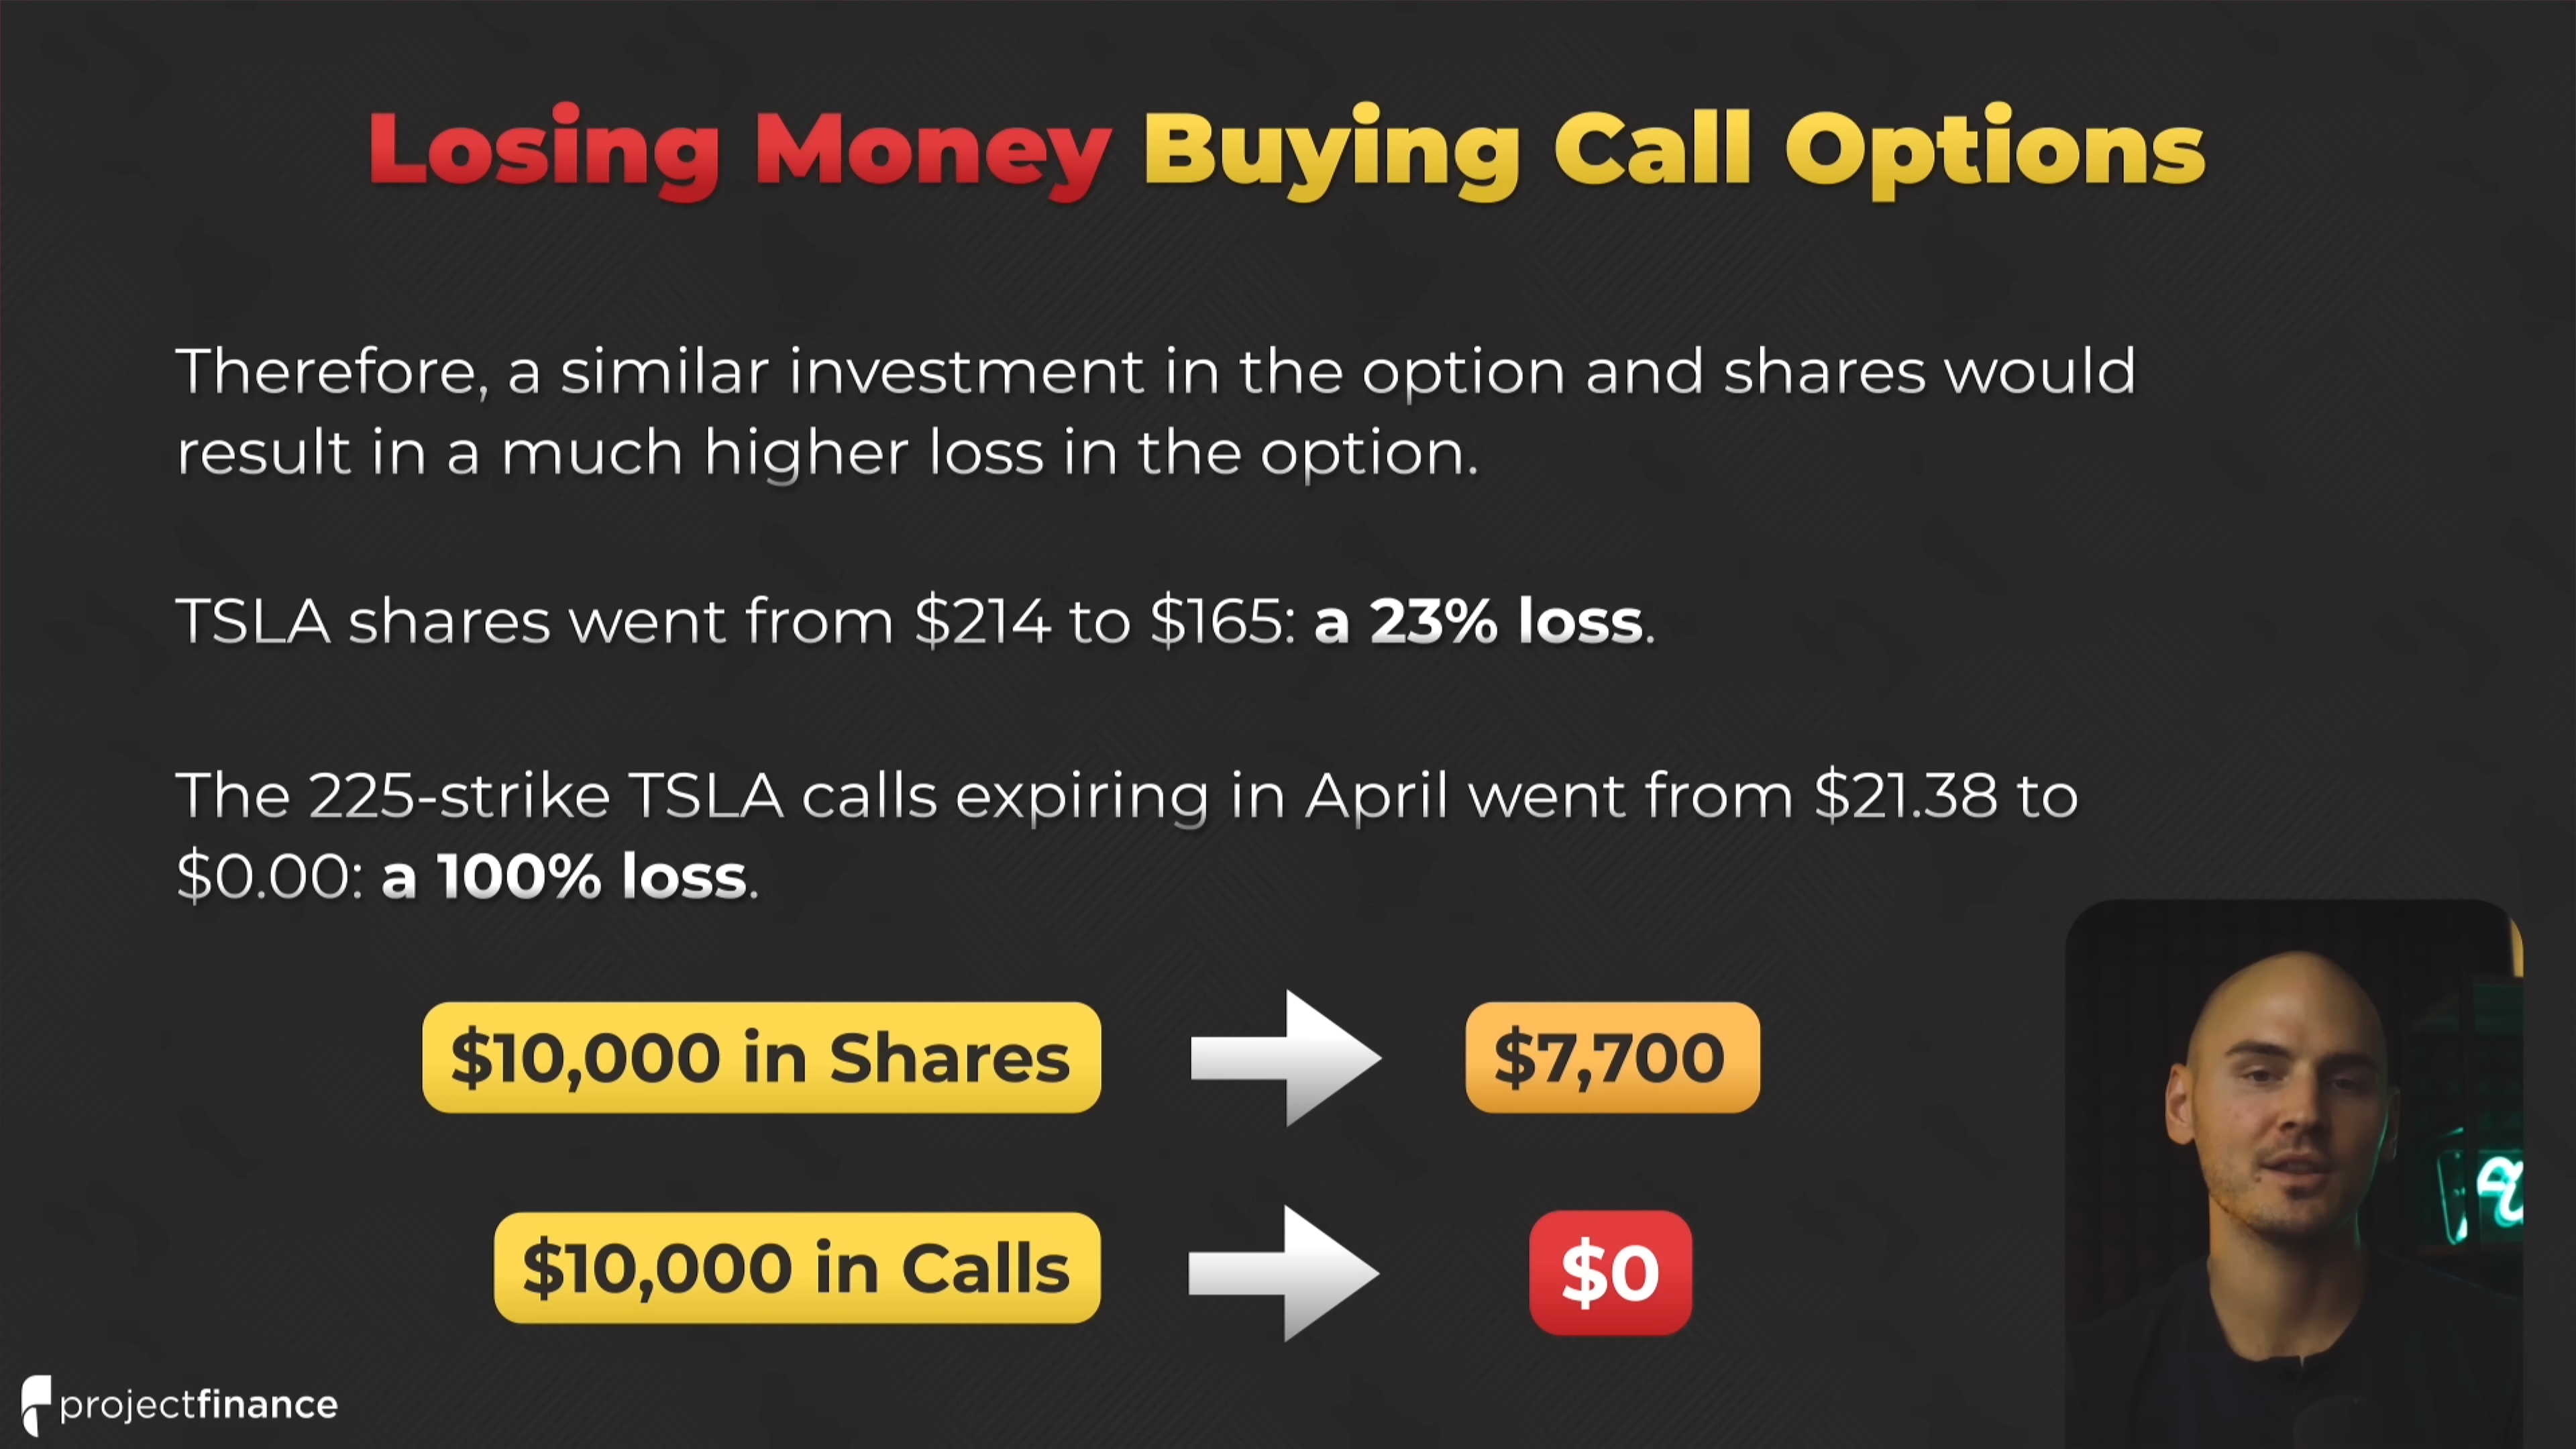 Losing Money Buying Call Options
Therefore, a similar investment in the option and shares would
result in a much higher loss in the option.
TSLA shares went from $214 to $165: a 23% loss.
The 225-strike TSLA calls expiring in April went from $21.38 to
$0.00: a 100% loss.
$10,000 in Shares
$7,700
$10,000 in Calls
$0
projectfinance